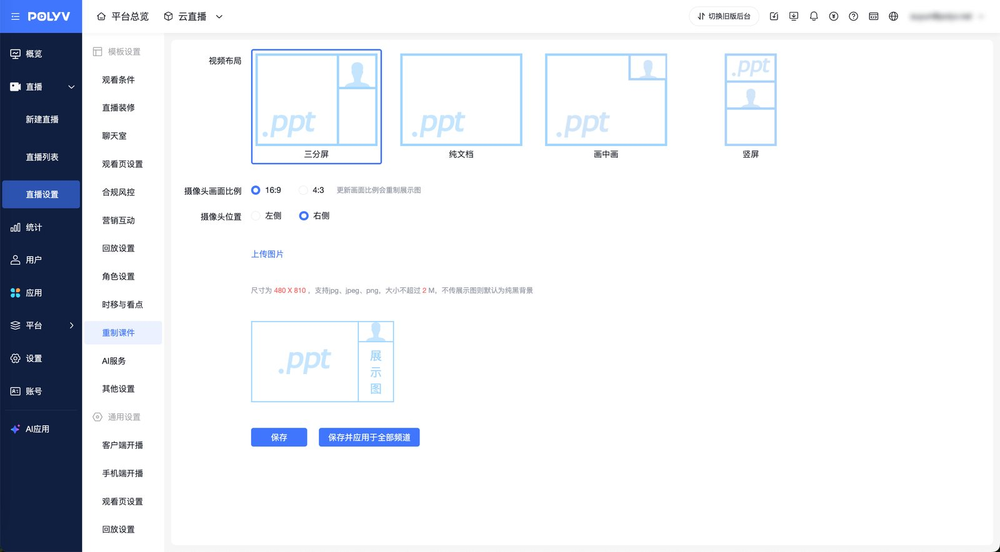 POLYV
平台总览
云直播
切换旧版后台
概览
直播
新建直播
直播列表
直播设置
统计
用户
应用
平台
设置
账号
AI应用
模板设置
观看条件
直播装修
聊天室
观看页设置
合规风控
营销互动
回放设置
角色设置
时移与看点
重制课件
AI服务
其他设置
通用设置
客户端开播
手机端开播
观看页设置
回放设置
视频布局
.ppt
三分屏
.ppt
纯文档
.ppt
画中画
.ppt
竖屏
摄像头画面比例 16:9 4:3 更新画面比例会重制展示图
摄像头位置 左侧 右侧
上传图片
尺寸为 480 X 810 ，支持jpg、jpeg、png，大小不超过 2 M，不传展示图则默认为纯黑背景
.ppt
展
示
图
保存
保存并应用于全部频道